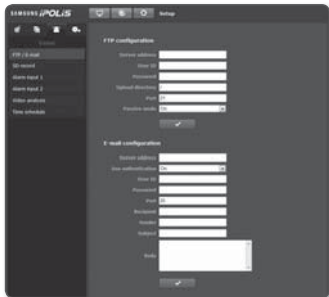 SAMSUNG iPOLiS
Setup
Event
FTP / E-mail
SD record
Alarm input 1
Alarm input 2
Video analysis
Time schedule
FTP configuration
Server address
User ID
Password
Upload directory /
Port 21
Passive mode On
E-mail configuration
Server address
Use authentication On
User ID
Password
Port 25
Recipient
Sender
Subject
Body